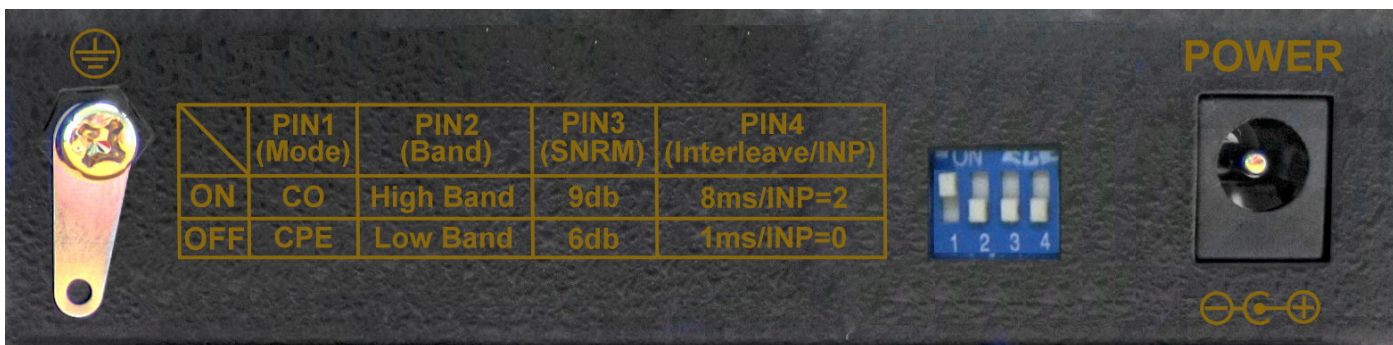 POWER
PIN1 PIN2 PIN3 PIN4
(Mode) (Band) (SNRM) (Interleave/INP)
ON CO High Band 9db 8ms/INP=2
OFF CPE Low Band 6db 1ms/INP=0
ON
1 2 3 4